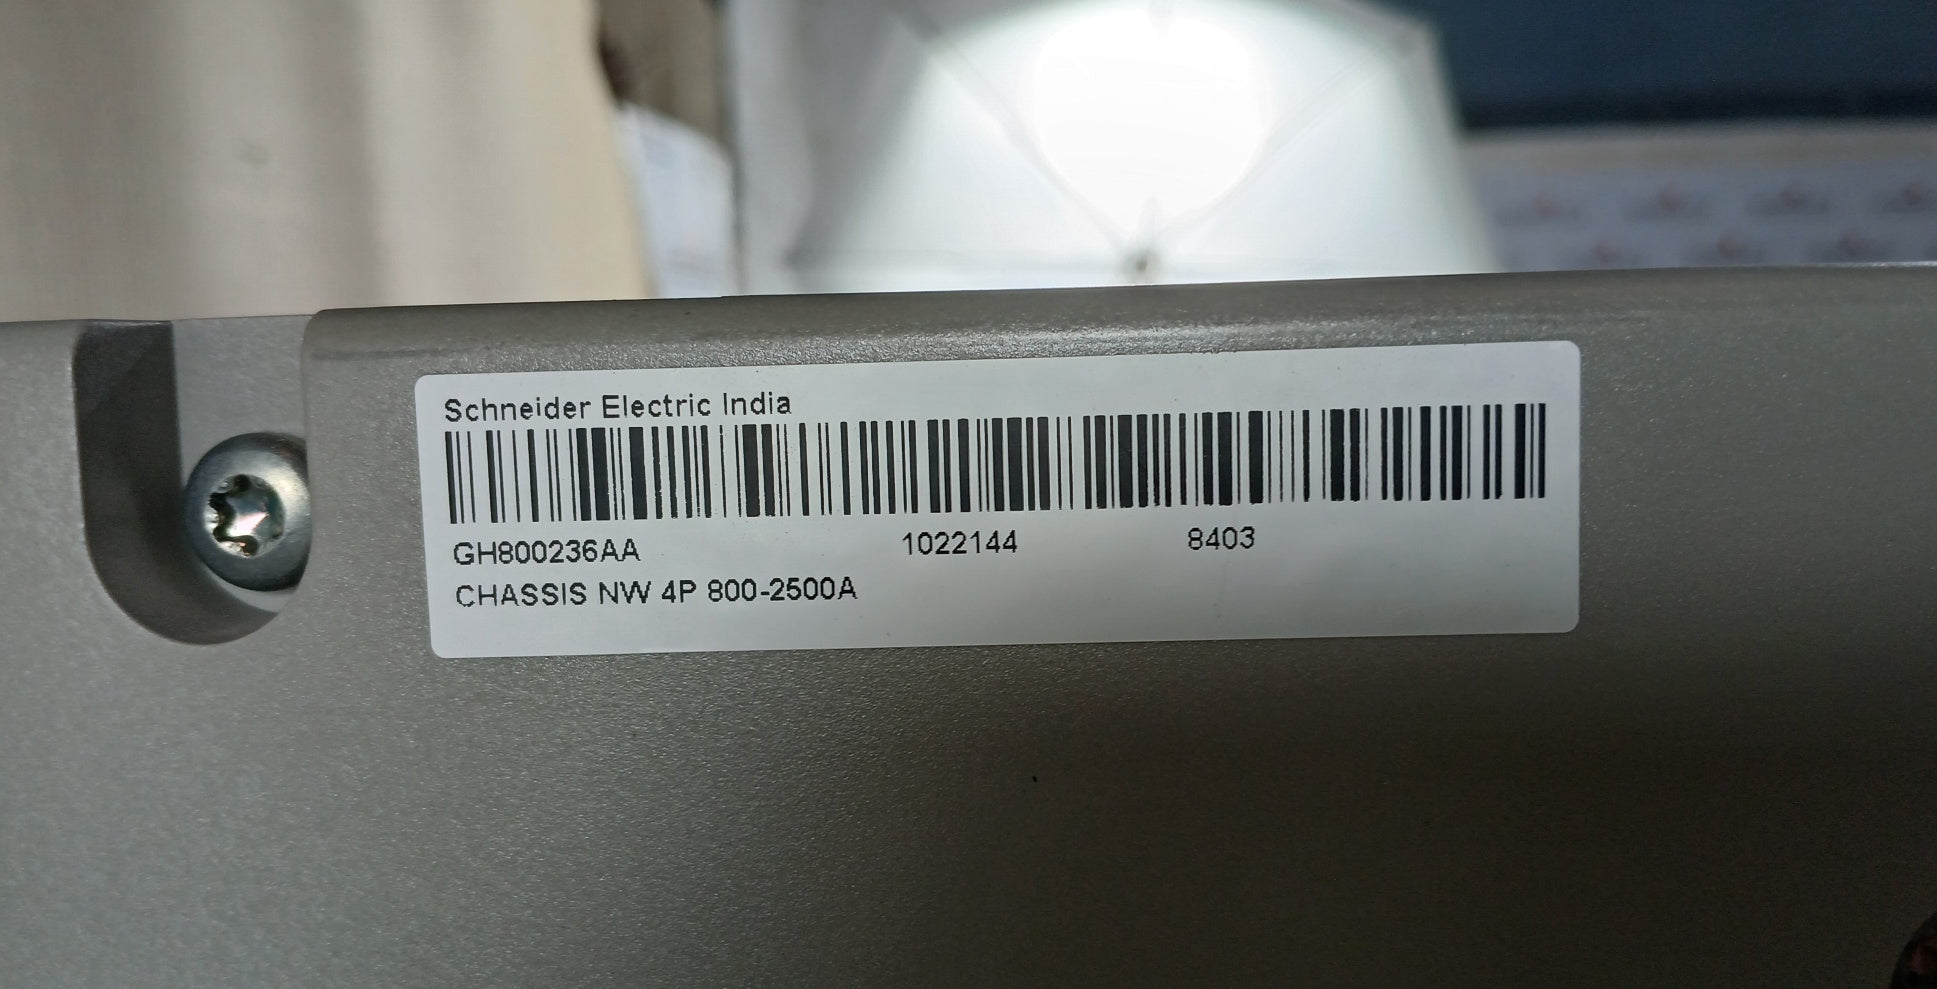 Schneider Electric India
GH800236AA 1022144 8403
CHASSIS NW 4P 800-2500A